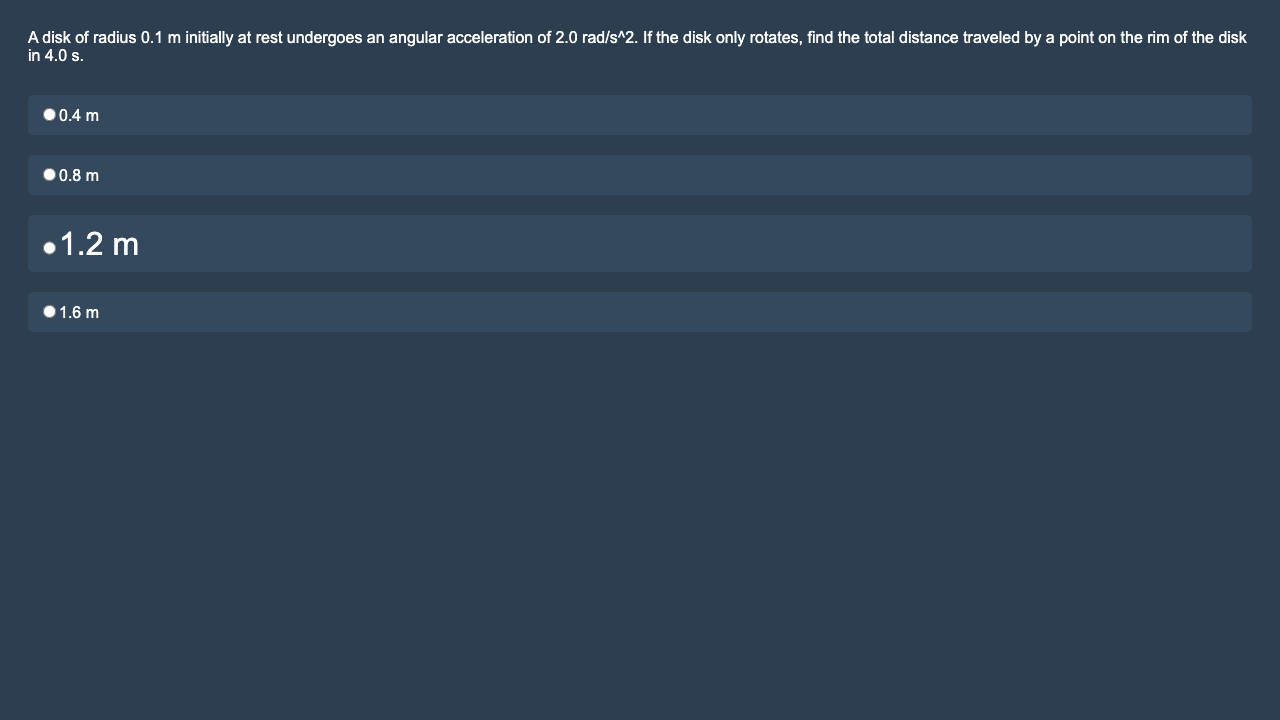 A disk of radius 0.1 m initially at rest undergoes an angular acceleration of 2.0 rad/s^2. If the disk only rotates, find the total distance traveled by a point on the rim of the disk
in 4.0 s.
0.4 m
0.8 m
1.2 m
1.6 m